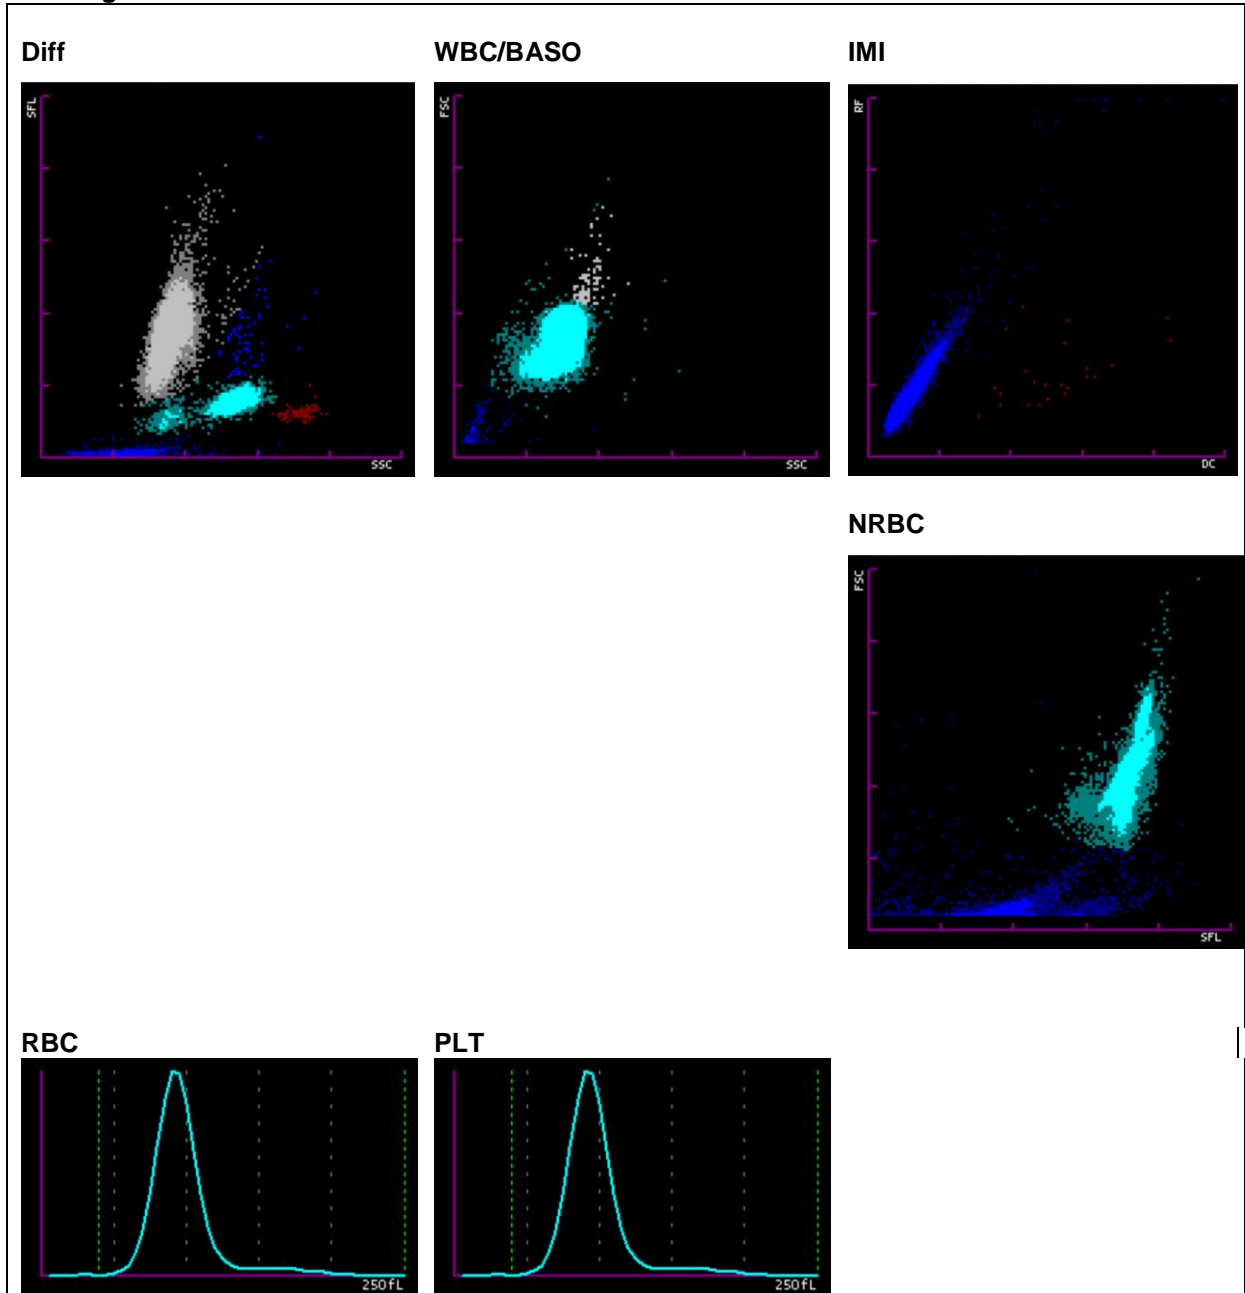 Diff WBC/BASO IMI
SFL FSC RF
SSC SSC DC
NRBC
FSC
SFL
RBC PLT
250fL 250fL